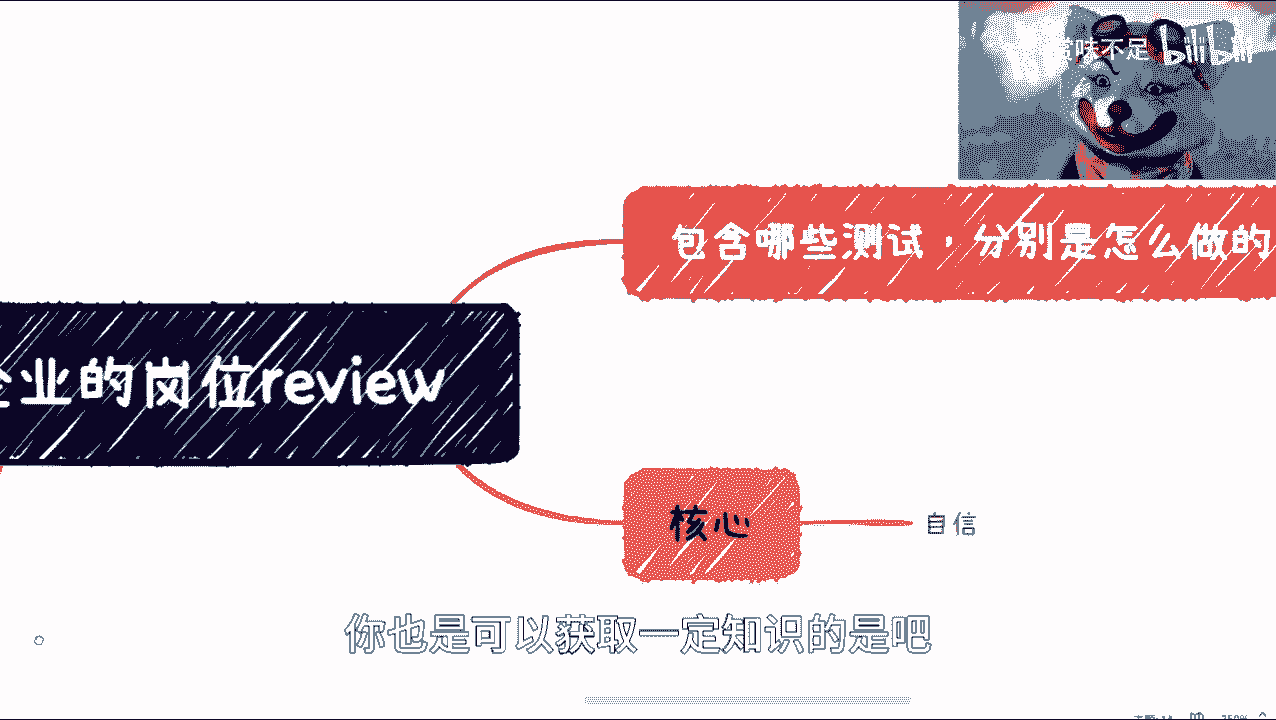 赏味不足 bilibili
包含哪些测试，分别是怎么做的
企业的岗位review
核心
自信
你也是可以获取一定知识的是吧